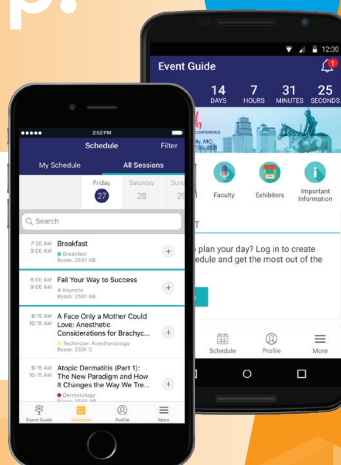 p.
12:30
Event Guide
1
14 7 31 25
DAYS HOURS MINUTES SECONDS
CONFERENCE
Faculty
Exhibitors
Important
Information
plan your day? Log in to create
and get the most out of the
Schedule
Profile
More
2:52 PM
Schedule
Filter
My Schedule
All Sessions
Friday
27
Saturday
28
29
Search
7:30 AM
9:00 AM
Breakfast
Breakfast
Room: 2501 AB
8:00 AM
9:00 AM
Fail Your Way to Success
Keynote
Room: 2501 AB
9:15 AM
10:15 AM
A Face Only a Mother Could
Love: Anesthetic
Considerations for Brachyc...
Technician: Anesthesiology
Room: 3501 C
9:15 AM
10:15 AM
Atopic Dermatitis (Part 1):
The New Paradigm and How
It Changes the Way We Tre...
Dermatology
Event Guide
Schedule
Profile
More